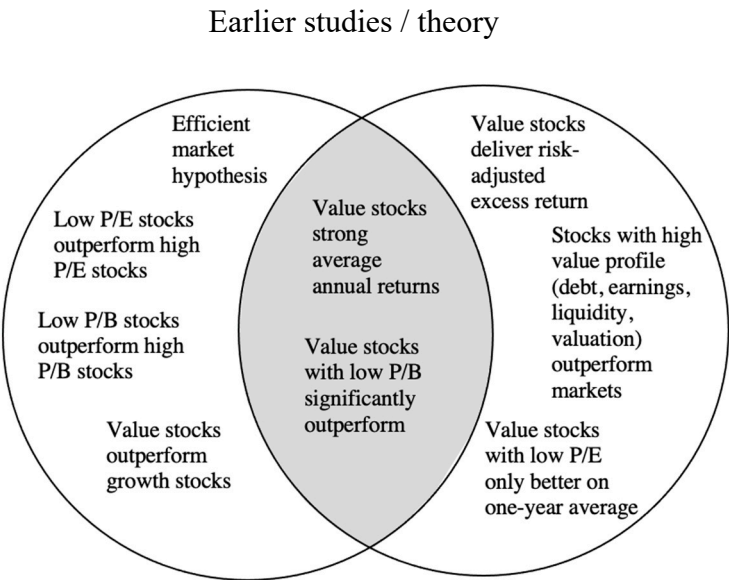 Earlier studies / theory
Efficient
market
hypothesis
Low P/E stocks
outperform high
P/E stocks
Low P/B stocks
outperform high
P/B stocks
Value stocks
outperform
growth stocks
Value stocks
strong
average
annual returns
Value stocks
with low P/B
significantly
outperform
Value stocks
deliver risk-
adjusted
excess return
Stocks with high
value profile
(debt, earnings,
liquidity,
valuation)
outperform
markets
Value stocks
with low P/E
only better on
one-year average